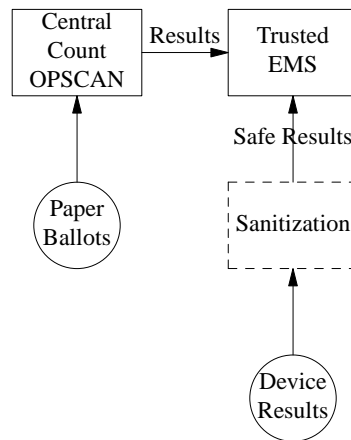 Central
Count
OPSCAN
Results
Trusted
EMS
Safe Results
Paper
Ballots
Sanitization
Device
Results